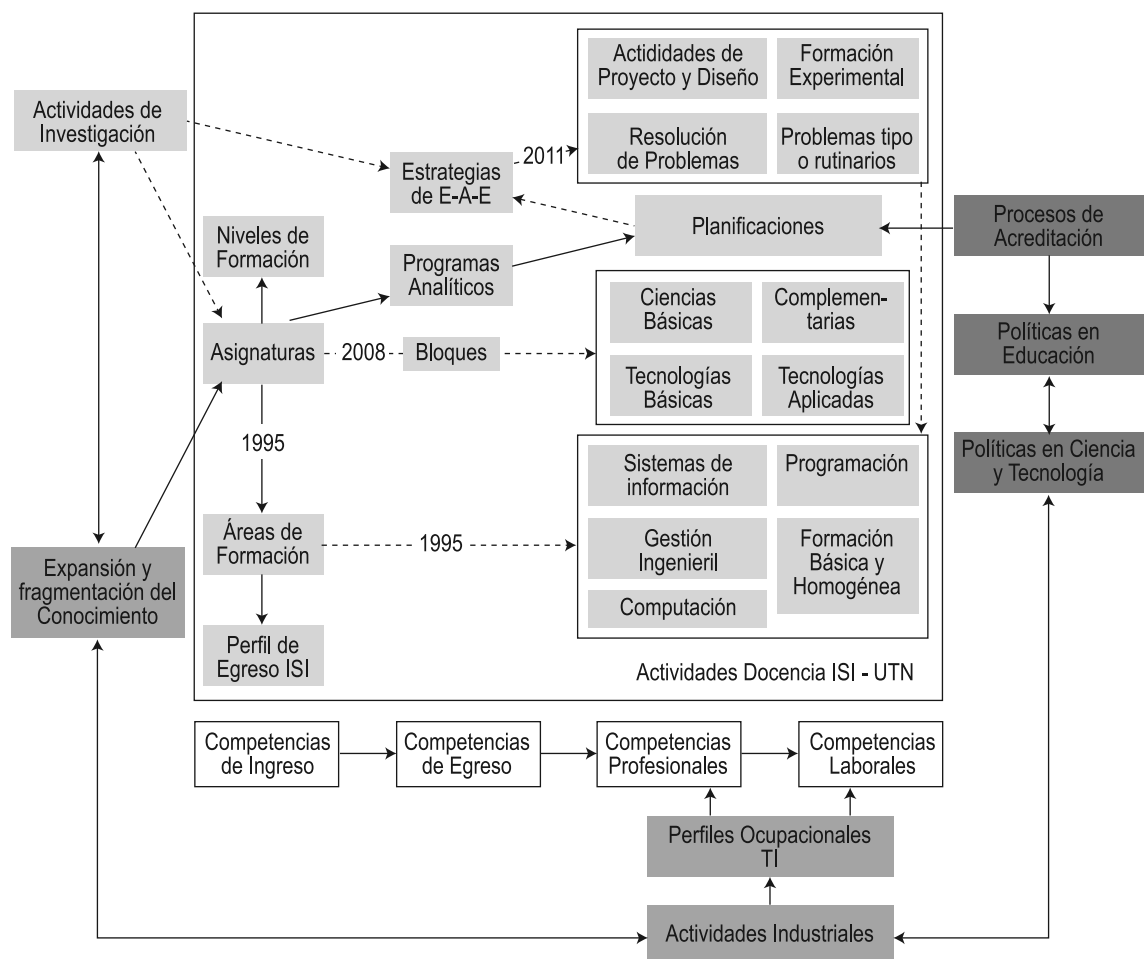 Actididades de
Proyecto y Diseño
Formación
Experimental
Resolución
de Problemas
Problemas tipo
o rutinarios
Actividades de
Investigación
Estrategias
de E-A-E
2011
Niveles de
Formación
Programas
Analíticos
Planificaciones
Procesos de
Acreditación
Ciencias
Básicas
Complemen-
tarias
Tecnologías
Básicas
Tecnologías
Aplicadas
Asignaturas
2008
Bloques
Políticas en
Educación
1995
Políticas en Ciencia
y Tecnología
Sistemas de
información
Programación
Gestión
Ingenieril
Formación
Básica y
Homogénea
Computación
Áreas de
Formación
1995
Expansión y
fragmentación del
Conocimiento
Perfil de
Egreso ISI
Actividades Docencia ISI - UTN
Competencias
de Ingreso
Competencias
de Egreso
Competencias
Profesionales
Competencias
Laborales
Perfiles Ocupacionales
TI
Actividades Industriales